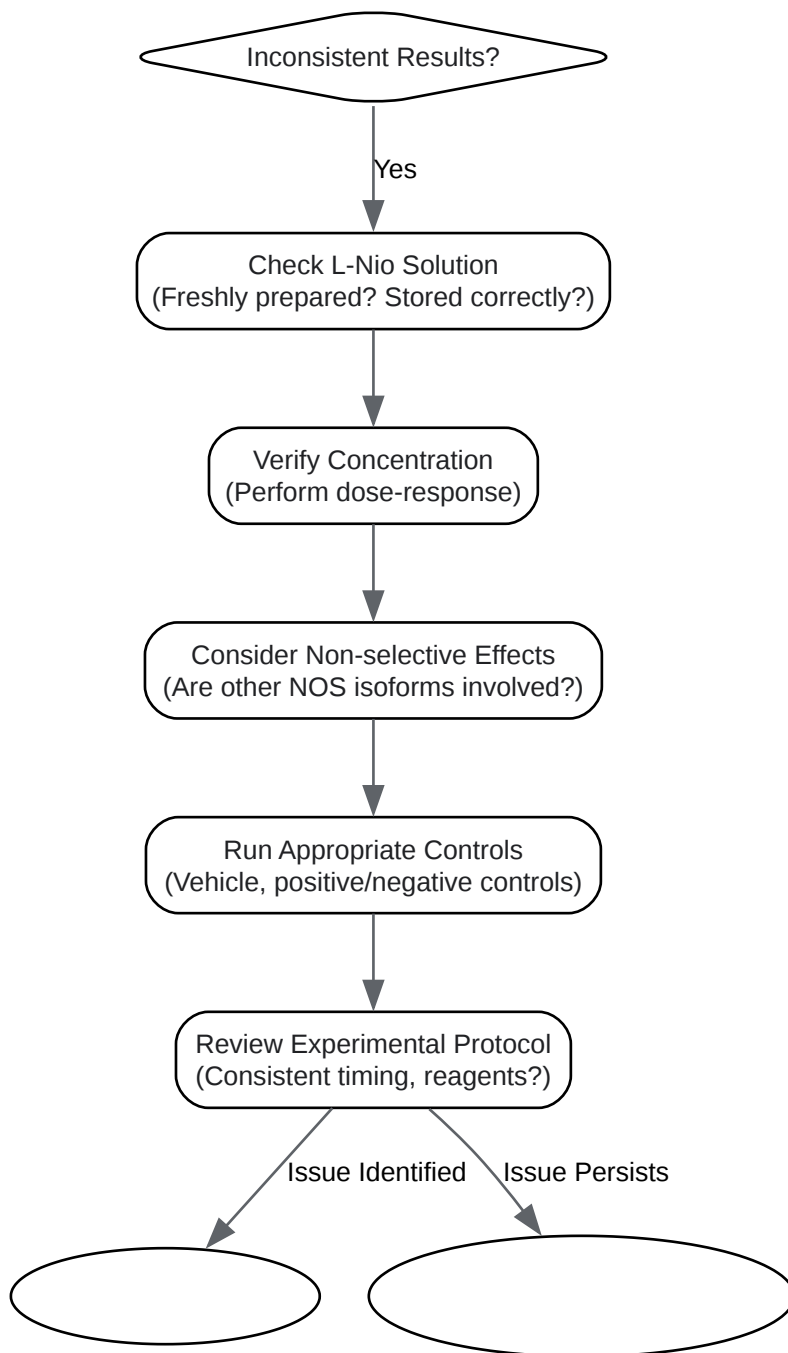 Inconsistent Results?
Yes
Check L-Nio Solution
(Freshly prepared? Stored correctly?)
Verify Concentration
(Perform dose-response)
Consider Non-selective Effects
(Are other NOS isoforms involved?)
Run Appropriate Controls
(Vehicle, positive/negative controls)
Review Experimental Protocol
(Consistent timing, reagents?)
Issue Identified
Issue Persists